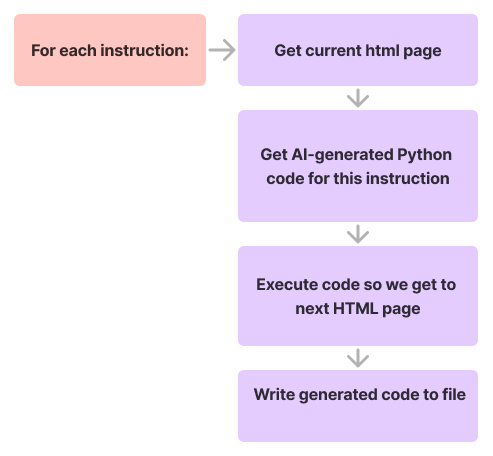 For each instruction:
Get current html page
Get AI-generated Python
code for this instruction
Execute code so we get to
next HTML page
Write generated code to file